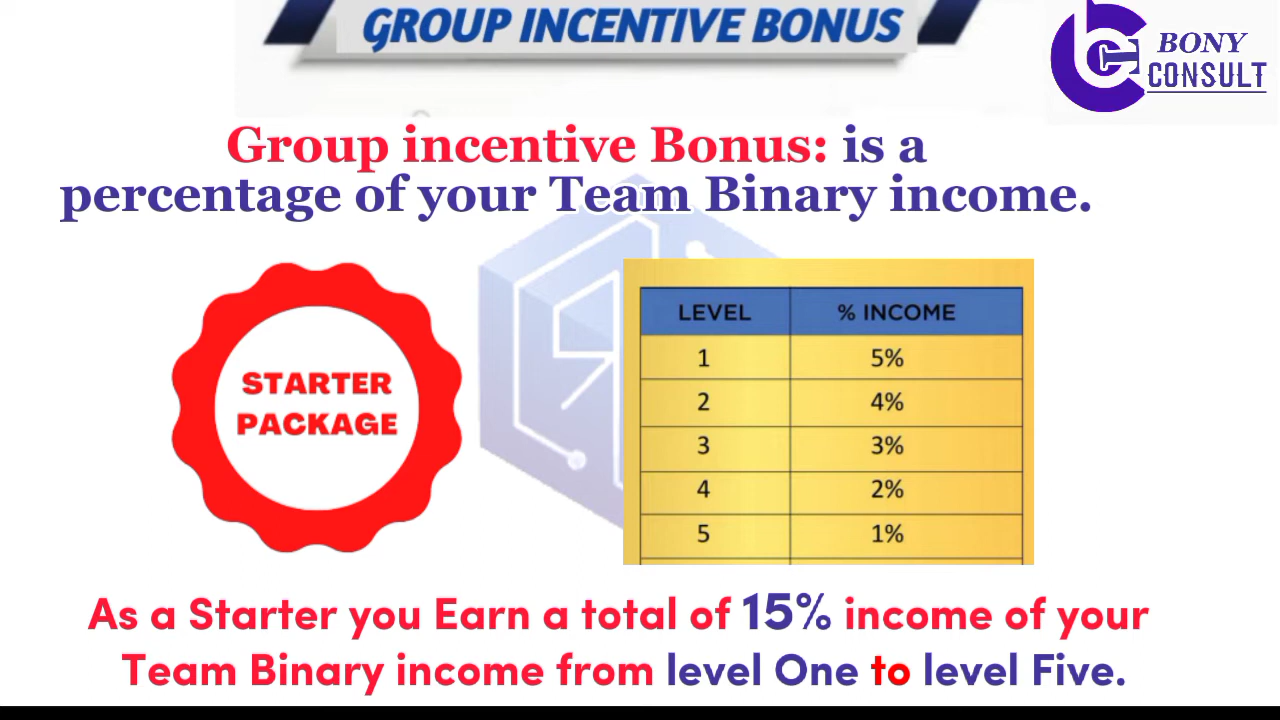 GROUP INCENTIVE BONUS
BONY
CONSULT
Group incentive Bonus: is a
percentage of your Team Binary income.
STARTER
PACKAGE
LEVEL % INCOME
1 5%
2 4%
3 3%
4 2%
5 1%
As a Starter you Earn a total of 15% income of your
Team Binary income from level One to level Five.